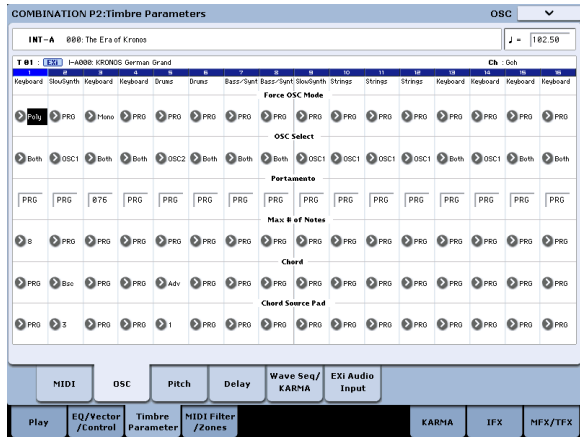 COMBINATION P2:Timbre Parameters OSC
INT-A 000: The Era of Kronos ♩= 102.50
T 01 : EXi I-A000: KRONOS German Grand Ch : Gch
1 2 3 4 5 6 7 8 9 10 11 12 13 14 15 16
Keyboard SlowSynth Keyboard Keyboard Drums Drums Bass/Synt Bass/Synt SlowSynth Strings Strings Strings Keyboard Keyboard Keyboard Keyboard
Force OSC Mode
Poly PRG Mono PRG PRG PRG PRG PRG PRG PRG PRG PRG PRG PRG PRG PRG
OSC Select
Both OSC1 Both Both OSC2 Both Both Both OSC1 OSC1 OSC1 Both OSC1 Both Both Both
Portamento
PRG PRG 076 PRG PRG PRG PRG PRG PRG PRG PRG PRG PRG PRG PRG PRG
Max # of Notes
8 PRG PRG PRG PRG PRG PRG PRG PRG PRG PRG PRG PRG PRG PRG PRG
Chord
PRG Bsc PRG PRG Adv PRG PRG PRG PRG PRG PRG PRG PRG PRG PRG PRG
Chord Source Pad
PRG 3 PRG PRG 1 PRG PRG PRG PRG PRG PRG PRG PRG PRG PRG PRG
MIDI OSC Pitch Delay Wave Seq/ KARMA EXi Audio Input
Play EQ/Vector /Control Timbre Parameter MIDI Filter /Zones KARMA IFX MFX/TFX